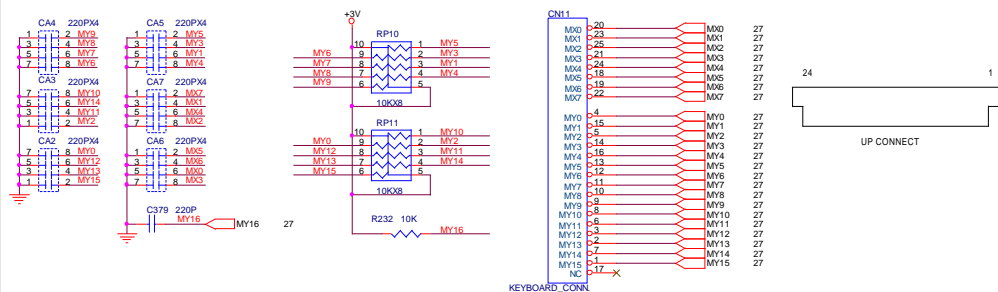 CA4 220PX4
1 2 MY9
3 4 MY8
5 6 MY7
7 8 MY6
CA3 220PX4
7 8 MY10
5 6 MY14
3 4 MY11
1 2 MY2
CA2 220PX4
7 8 MY0
5 6 MY12
3 4 MY13
1 2 MY15
CA5 220PX4
1 2 MY5
3 4 MY3
5 6 MY1
7 8 MY4
CA7 220PX4
7 8 MX7
5 6 MX1
3 4 MX4
1 2 MX2
CA6 220PX4
1 2 MX5
3 4 MX6
5 6 MX0
7 8 MX3
C379 220P
MY16
MY16 27
+3V
RP10
10 1 MY5
MY6 9 2 MY3
MY7 8 3 MY1
MY8 7 4 MY4
MY9 6 5
10KX8
RP11
10 1 MY10
MY0 9 2 MY2
MY12 8 3 MY11
MY13 7 4 MY14
MY15 6 5
10KX8
R232 10K
MY16
CN11
MX0 20 MX0 27
MX1 23 MX1 27
MX2 25 MX2 27
MX3 21 MX3 27
MX4 24 MX4 27
MX5 18 MX5 27
MX6 19 MX6 27
MX7 22 MX7 27
MY0 4 MY0 27
MY1 15 MY1 27
MY2 5 MY2 27
MY3 14 MY3 27
MY4 16 MY4 27
MY5 13 MY5 27
MY6 12 MY6 27
MY7 11 MY7 27
MY8 10 MY8 27
MY9 9 MY9 27
MY10 8 MY10 27
MY11 6 MY11 27
MY12 3 MY12 27
MY13 2 MY13 27
MY14 7 MY14 27
MY15 1 MY15 27
NC 17
KEYBOARD_CONN.
24 1
UP CONNECT